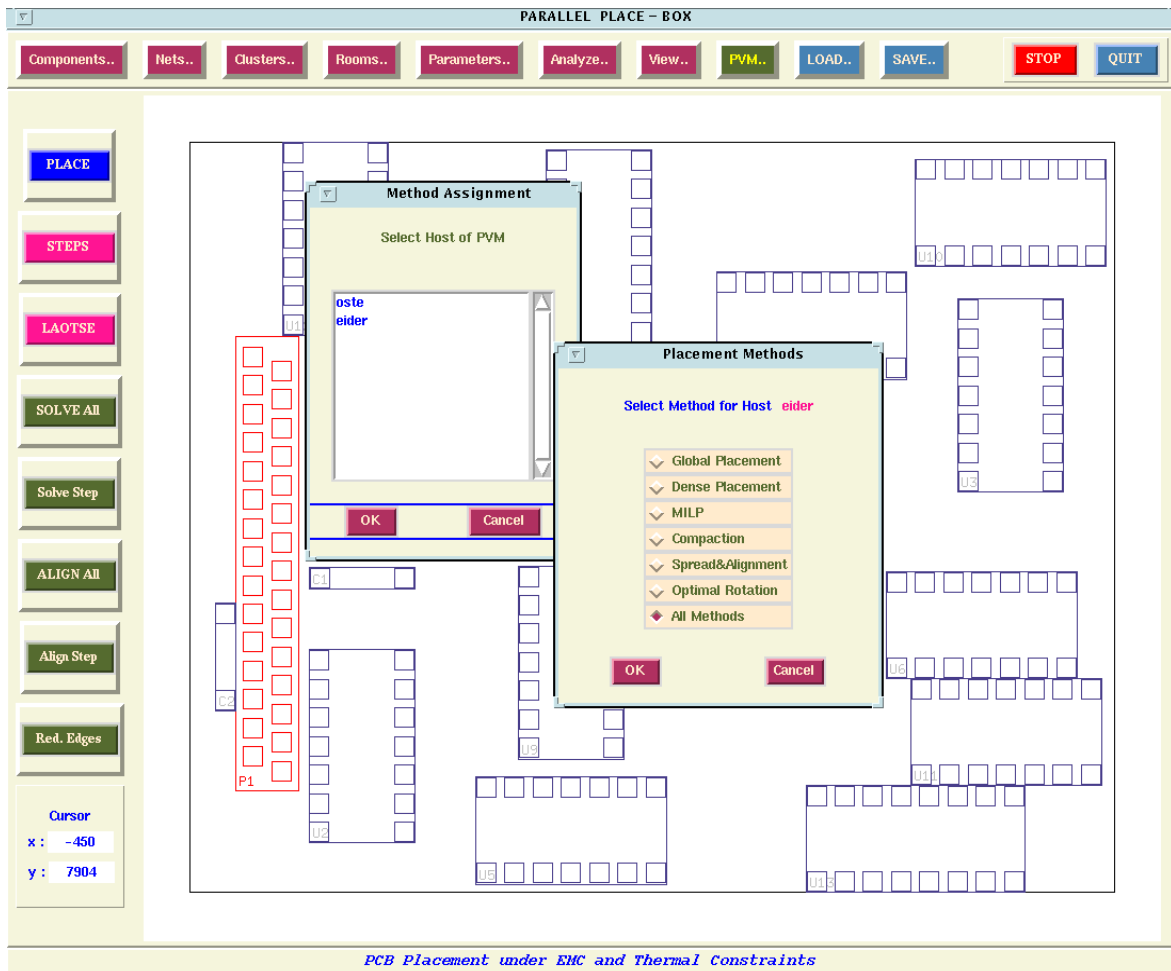 PARALLEL PLACE - BOX
Components.. Nets.. Clusters.. Rooms.. Parameters.. Analyze.. View.. PVM.. LOAD.. SAVE.. STOP QUIT
PLACE
STEPS
LAOTSE
SOLVE All
Solve Step
ALIGN All
Align Step
Red. Edges
Cursor
x : -450
y : 7904
Method Assignment
Select Host of PVM
oste
eider
OK Cancel
Placement Methods
Select Method for Host eider
Global Placement
Dense Placement
MILP
Compaction
Spread&Alignment
Optimal Rotation
All Methods
OK Cancel
U10
U3
C1
U6
C2
U9
U11
P1
U2
U5
U13
PCB Placement under EMC and Thermal Constraints